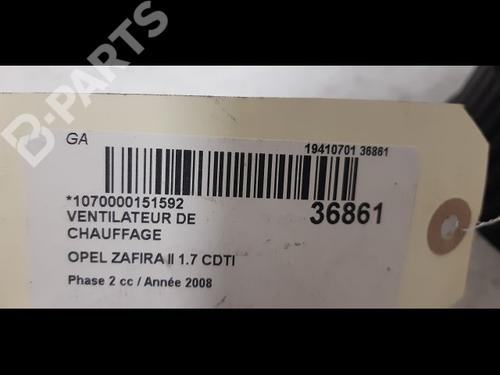 B-PARTS
GA
19410701 36861
*1070000151592
36861
VENTILATEUR DE
CHAUFFAGE
OPEL ZAFIRA II 1.7 CDTI
Phase 2 cc / Année 2008